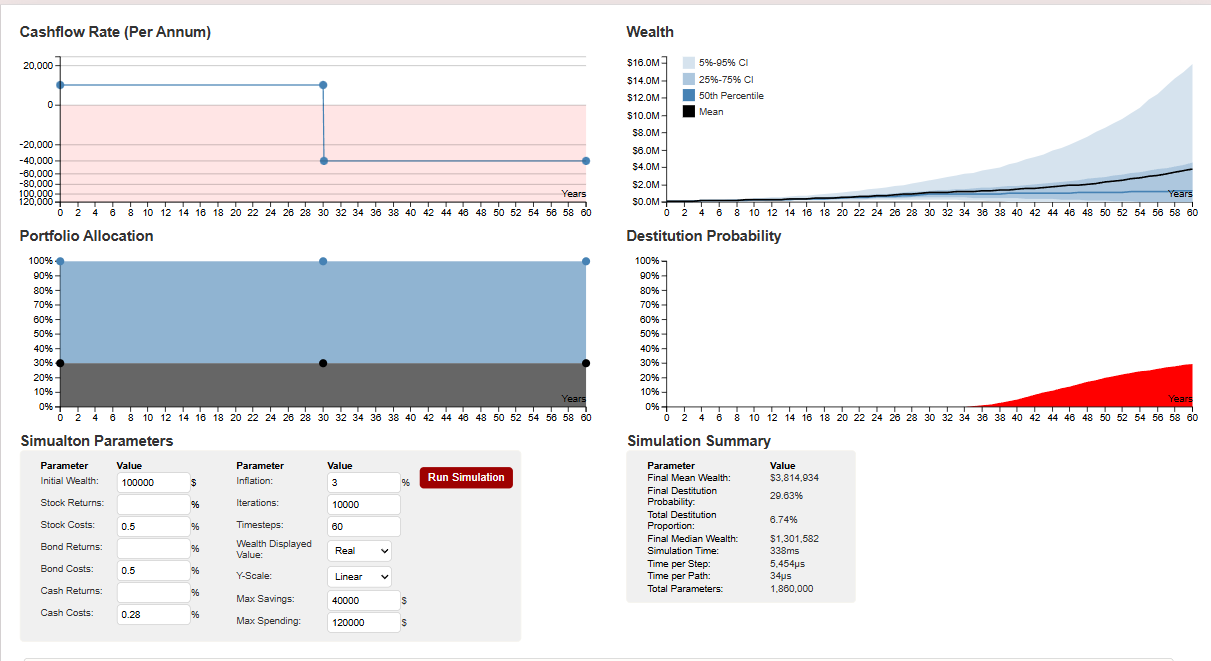 Cashflow Rate (Per Annum)
20,000
0
-20,000
-40,000
-60,000
-80,000
100,000
120,000
Years
0 2 4 6 8 10 12 14 16 18 20 22 24 26 28 30 32 34 36 38 40 42 44 46 48 50 52 54 56 58 60
Wealth
$16.0M
$14.0M
$12.0M
$10.0M
$8.0M
$6.0M
$4.0M
$2.0M
$0.0M
5%-95% CI
25%-75% CI
50th Percentile
Mean
Years
0 2 4 6 8 10 12 14 16 18 20 22 24 26 28 30 32 34 36 38 40 42 44 46 48 50 52 54 56 58 60
Portfolio Allocation
100%
90%
80%
70%
60%
50%
40%
30%
20%
10%
0%
Years
0 2 4 6 8 10 12 14 16 18 20 22 24 26 28 30 32 34 36 38 40 42 44 46 48 50 52 54 56 58 60
Destitution Probability
100%
90%
80%
70%
60%
50%
40%
30%
20%
10%
0%
Years
0 2 4 6 8 10 12 14 16 18 20 22 24 26 28 30 32 34 36 38 40 42 44 46 48 50 52 54 56 58 60
Simualton Parameters
Parameter Value
Initial Wealth: 100000 $
Stock Returns: %
Stock Costs: 0.5 %
Bond Returns: %
Bond Costs: 0.5 %
Cash Returns: %
Cash Costs: 0.28 %
Parameter Value
Inflation: 3 %
Iterations: 10000
Timesteps: 60
Wealth Displayed
Value: Real
Y-Scale: Linear
Max Savings: 40000 $
Max Spending: 120000 $
Run Simulation
Simulation Summary
Parameter Value
Final Mean Wealth: $3,814,934
Final Destitution
Probability: 29.63%
Total Destitution
Proportion: 6.74%
Final Median Wealth: $1,301,582
Simulation Time: 338ms
Time per Step: 5,454µs
Time per Path: 34µs
Total Parameters: 1,860,000